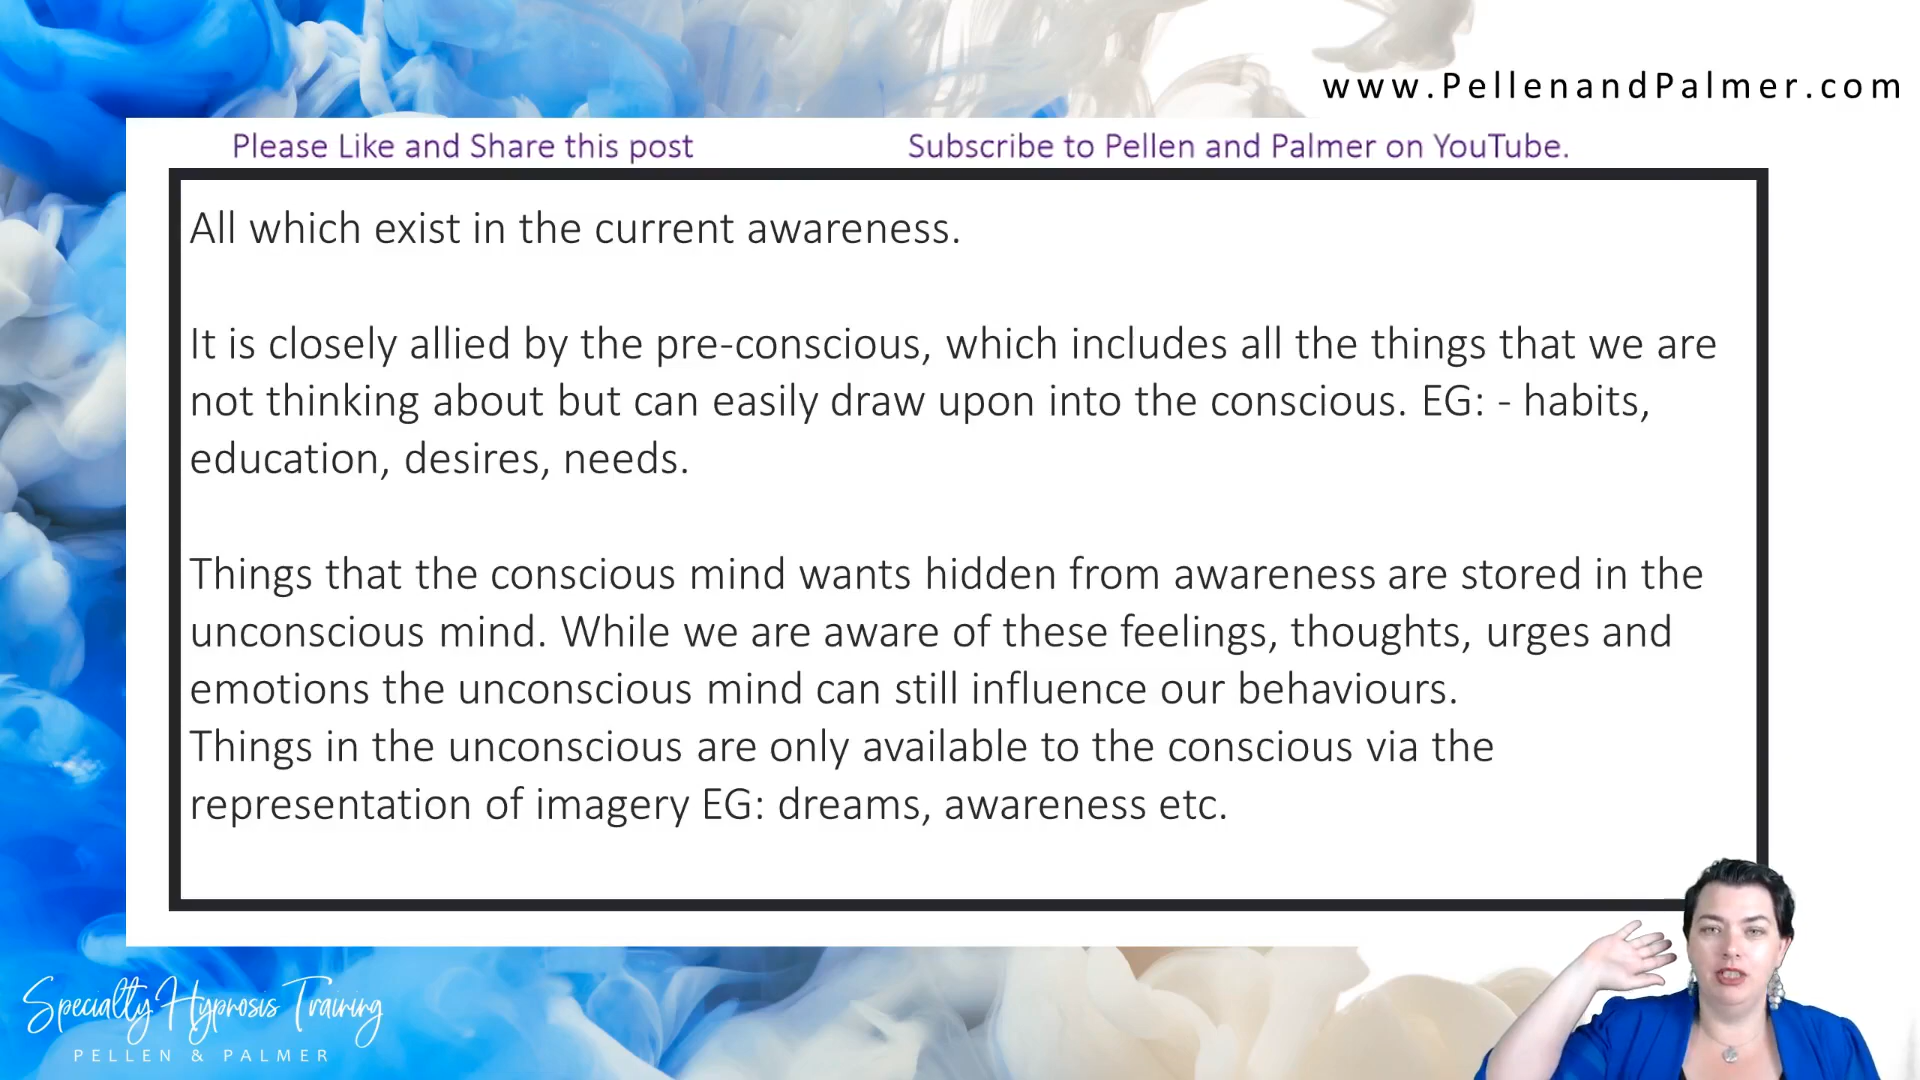 www.PellenandPalmer.com
Please Like and Share this post
Subscribe to Pellen and Palmer on YouTube.
All which exist in the current awareness.
It is closely allied by the pre-conscious, which includes all the things that we are
not thinking about but can easily draw upon into the conscious. EG: - habits,
education, desires, needs.
Things that the conscious mind wants hidden from awareness are stored in the
unconscious mind. While we are aware of these feelings, thoughts, urges and
emotions the unconscious mind can still influence our behaviours.
Things in the unconscious are only available to the conscious via the
representation of imagery EG: dreams, awareness etc.
Specialty Hypnosis Training
PELLEN & PALMER